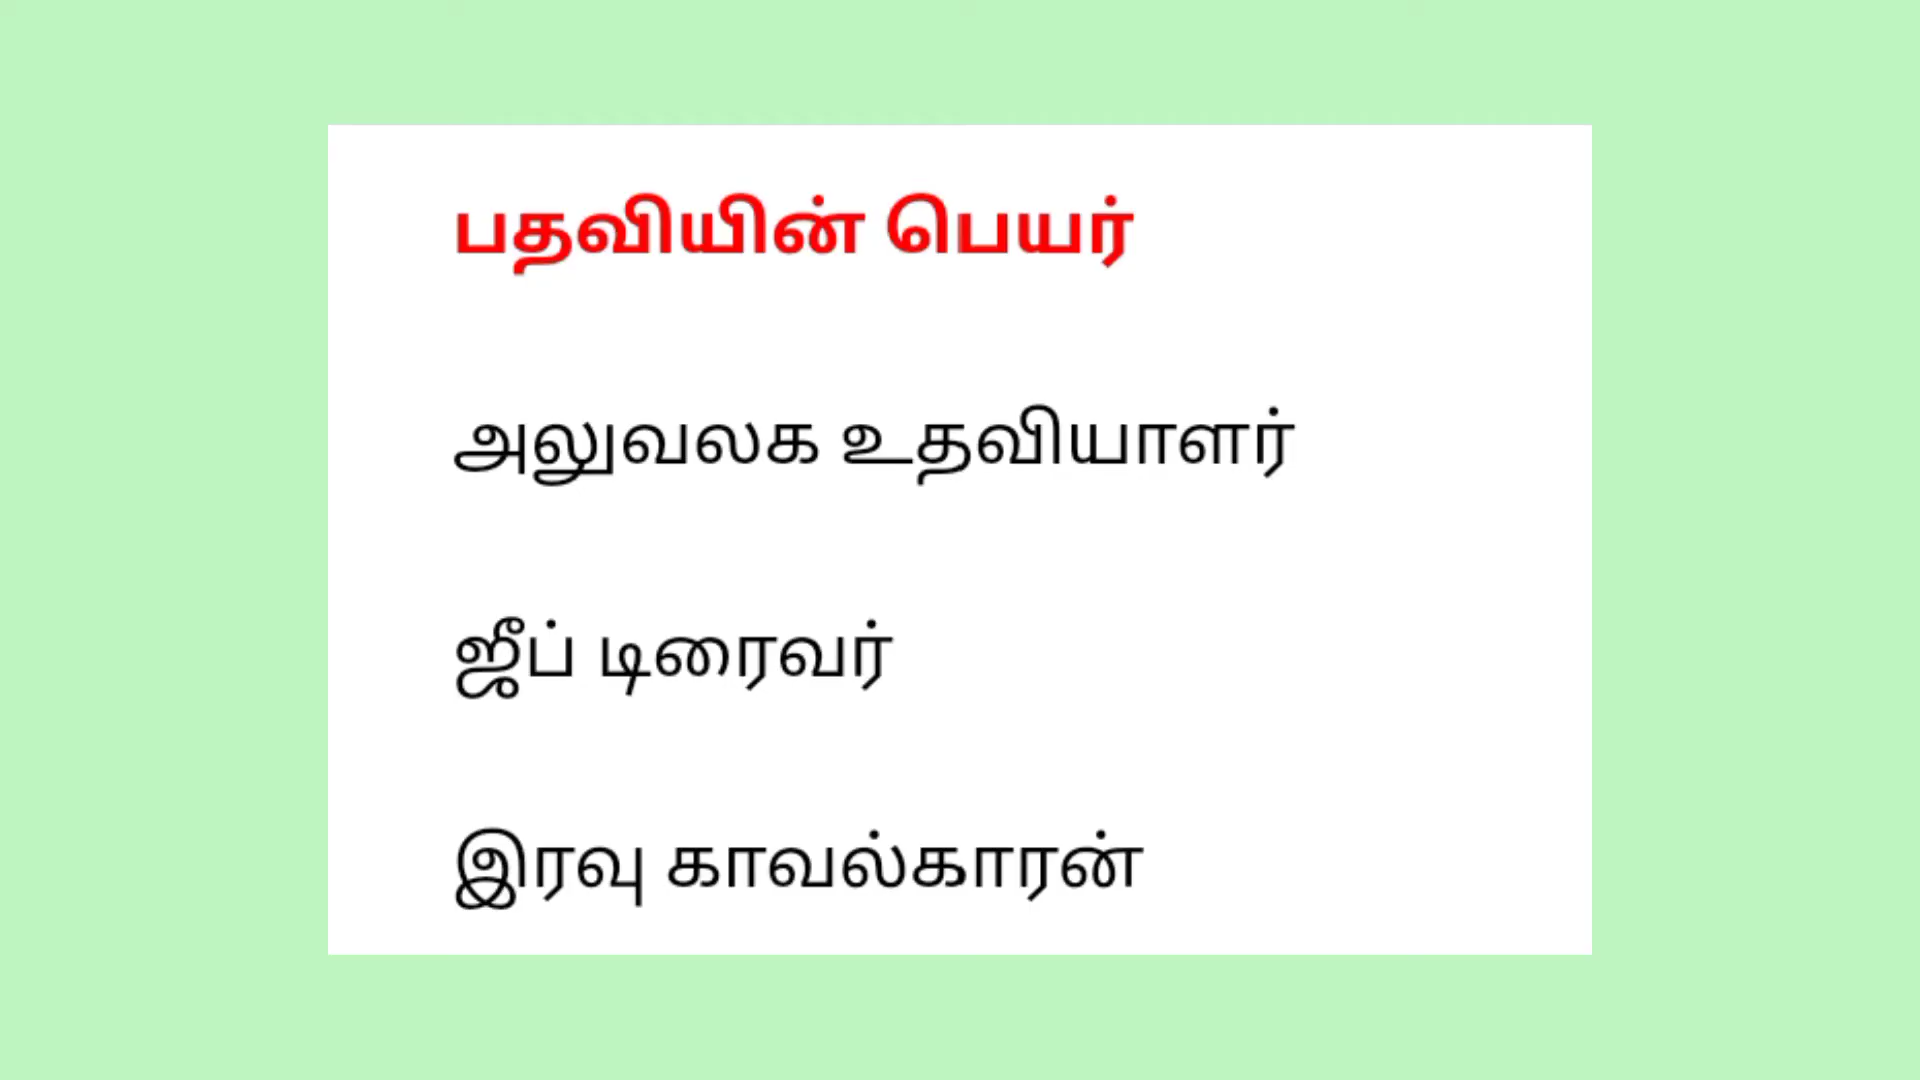 பதவியின் பெயர்
அலுவலக உதவியாளர்
ஜீப் டிரைவர்
இரவு காவல்காரன்